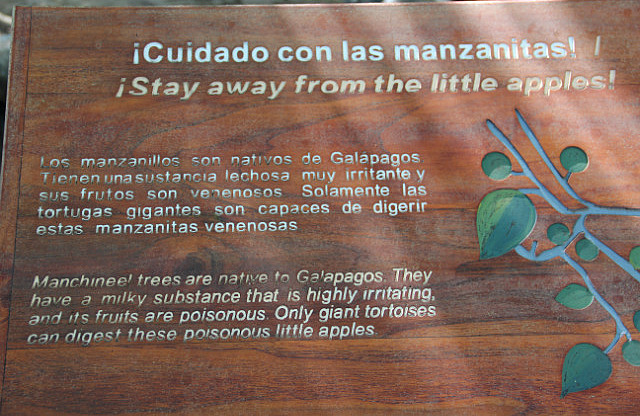 ¡Cuidado con las manzanitas!
¡Stay away from the little apples!
Los manzanillos son nativos de Galápagos.
Tienen una sustancia lechosa muy irritante y
sus frutos son venenosos. Solamente las
tortugas gigantes son capaces de digerir
estas manzanitas venenosas
Manchineel trees are native to Galapagos. They
have a milky substance that is highly irritating,
and its fruits are poisonous. Only giant tortoises
can digest these poisonous little apples.